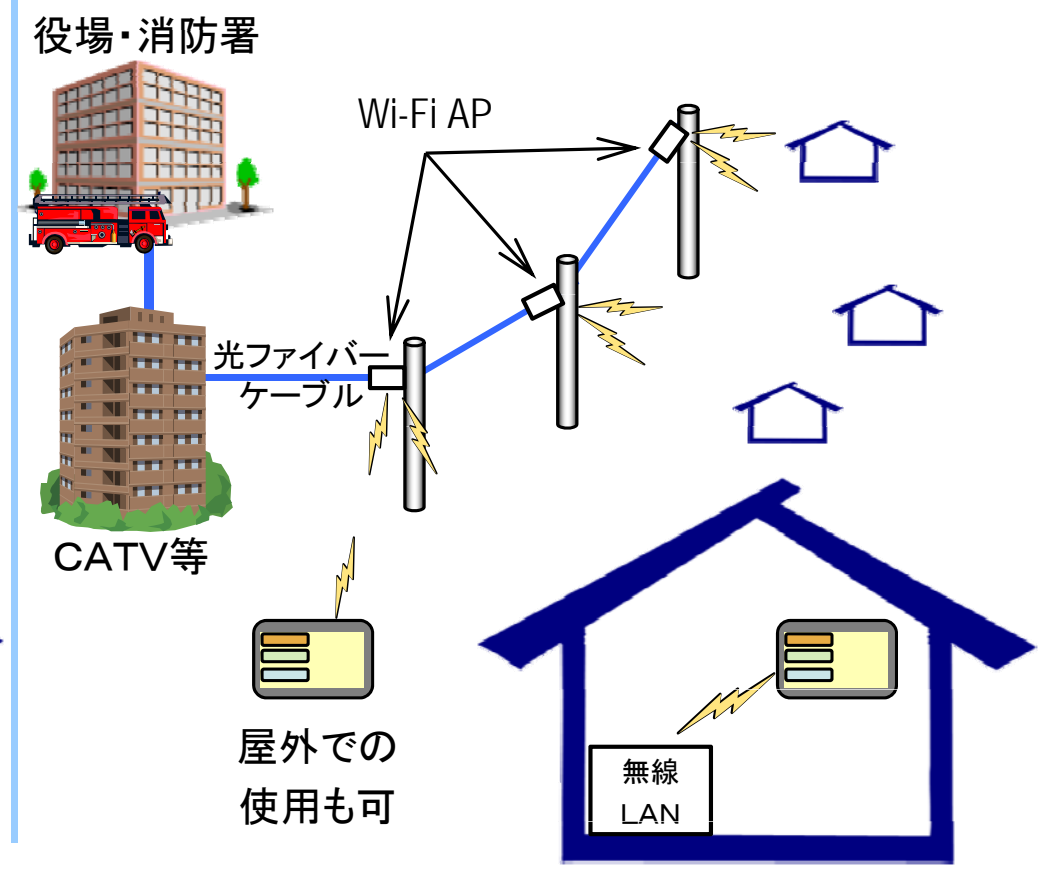 役場・消防署
Wi-Fi AP
光ファイバー
ケーブル
CATV等
屋外での
使用も可
無線
LAN